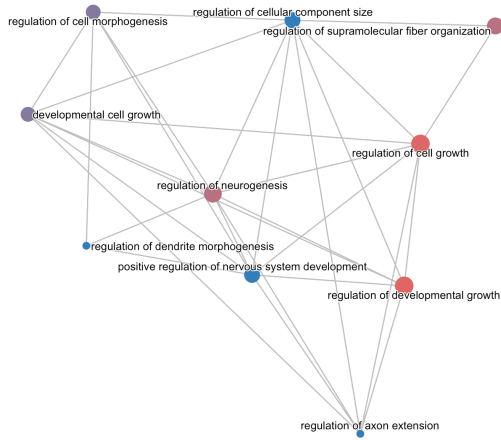 regulation of cellular component size
regulation of cell morphogenesis
regulation of supramolecular fiber organization
developmental cell growth
regulation of cell growth
regulation of neurogenesis
regulation of dendrite morphogenesis
positive regulation of nervous system development
regulation of developmental growth
regulation of axon extension